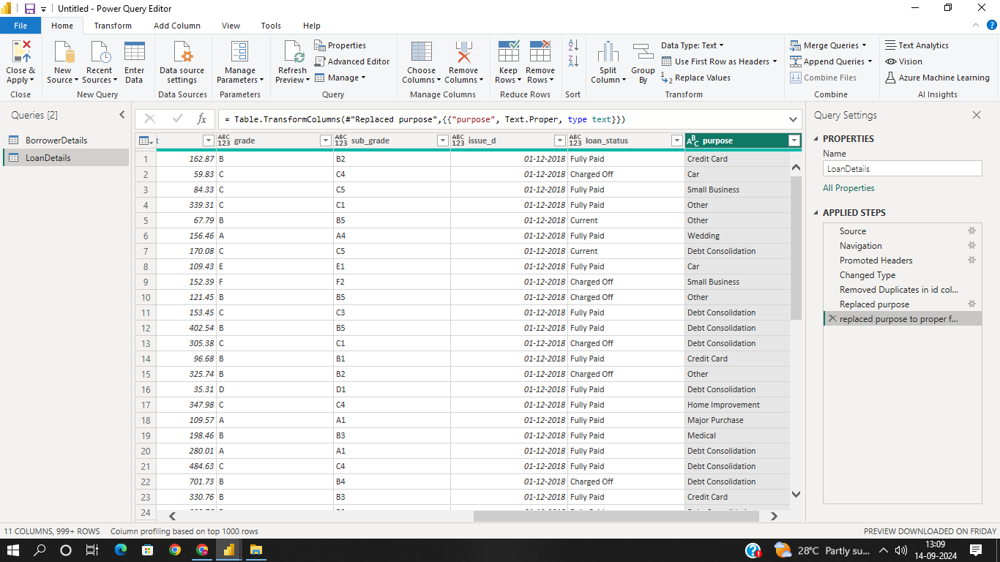 Untitled - Power Query Editor
File Home Transform Add Column View Tools Help
Close & Apply
Close
New Source
Recent Sources
Enter Data
New Query
Data source settings
Data Sources
Manage Parameters
Parameters
Refresh Preview
Properties
Advanced Editor
Manage
Query
Choose Columns
Remove Columns
Manage Columns
Keep Rows
Remove Rows
Reduce Rows
Sort
Split Column
Group By
Data Type: Text
Use First Row as Headers
Replace Values
Transform
Merge Queries
Append Queries
Combine Files
Combine
Text Analytics
Vision
Azure Machine Learning
AI Insights
Queries [2]
BorrowerDetails
LoanDetails
= Table.TransformColumns(#"Replaced purpose",{{"purpose", Text.Proper, type text}})
t grade sub_grade issue_d loan_status purpose
1 162.87 B B2 01-12-2018 Fully Paid Credit Card
2 59.83 C C4 01-12-2018 Charged Off Car
3 84.33 C C5 01-12-2018 Fully Paid Small Business
4 339.31 C C1 01-12-2018 Fully Paid Other
5 67.79 B B5 01-12-2018 Current Other
6 156.46 A A4 01-12-2018 Fully Paid Wedding
7 170.08 C C5 01-12-2018 Current Debt Consolidation
8 109.43 E E1 01-12-2018 Fully Paid Car
9 152.39 F F2 01-12-2018 Charged Off Small Business
10 121.45 B B5 01-12-2018 Charged Off Other
11 153.45 C C3 01-12-2018 Fully Paid Debt Consolidation
12 402.54 B B5 01-12-2018 Fully Paid Debt Consolidation
13 305.38 C C1 01-12-2018 Charged Off Debt Consolidation
14 96.68 B B1 01-12-2018 Fully Paid Credit Card
15 325.74 B B2 01-12-2018 Charged Off Other
16 35.31 D D1 01-12-2018 Fully Paid Debt Consolidation
17 347.98 C C4 01-12-2018 Fully Paid Home Improvement
18 109.57 A A1 01-12-2018 Fully Paid Major Purchase
19 198.46 B B3 01-12-2018 Fully Paid Medical
20 280.01 A A1 01-12-2018 Fully Paid Debt Consolidation
21 484.63 C C4 01-12-2018 Fully Paid Debt Consolidation
22 701.73 B B4 01-12-2018 Charged Off Debt Consolidation
23 330.76 B B3 01-12-2018 Fully Paid Credit Card
24
Query Settings
PROPERTIES
Name
LoanDetails
All Properties
APPLIED STEPS
Source
Navigation
Promoted Headers
Changed Type
Removed Duplicates in id col...
Replaced purpose
replaced purpose to proper f...
11 COLUMNS, 999+ ROWS Column profiling based on top 1000 rows
PREVIEW DOWNLOADED ON FRIDAY
28°C Partly su...
13:09
14-09-2024